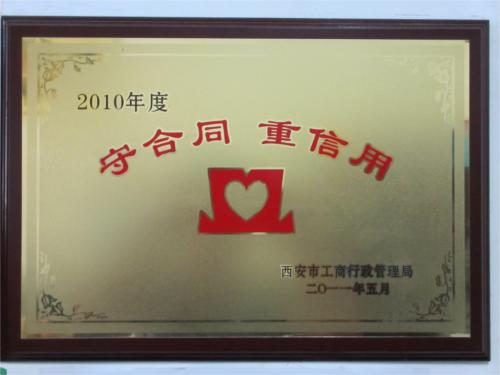 2010年度
守合同 重信用
西安市工商行政管理局
二〇一一年五月